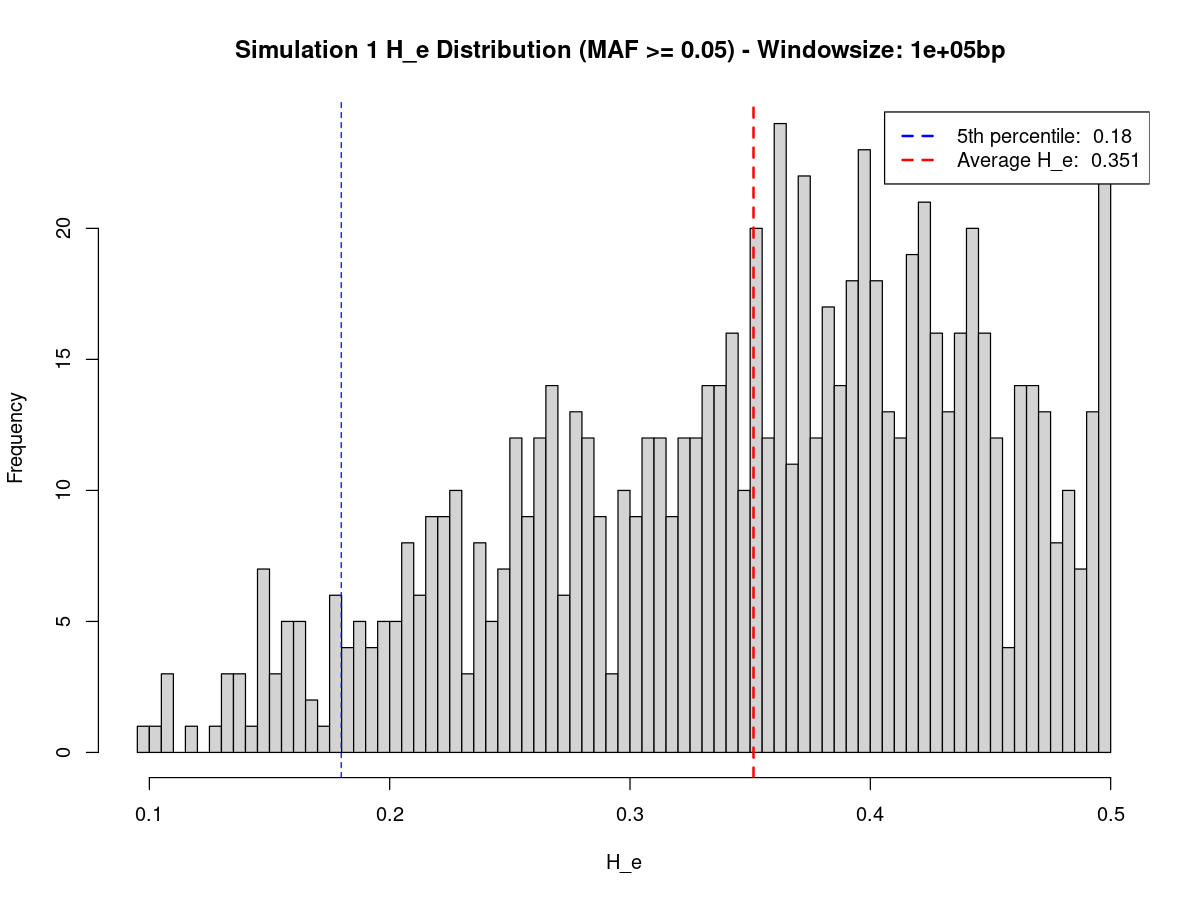 Simulation 1 H_e Distribution (MAF >= 0.05) - Windowsize: 1e+05bp
5th percentile: 0.18
Average H_e: 0.351
Frequency
20
15
10
5
0
0.1 0.2 0.3 0.4 0.5
H_e